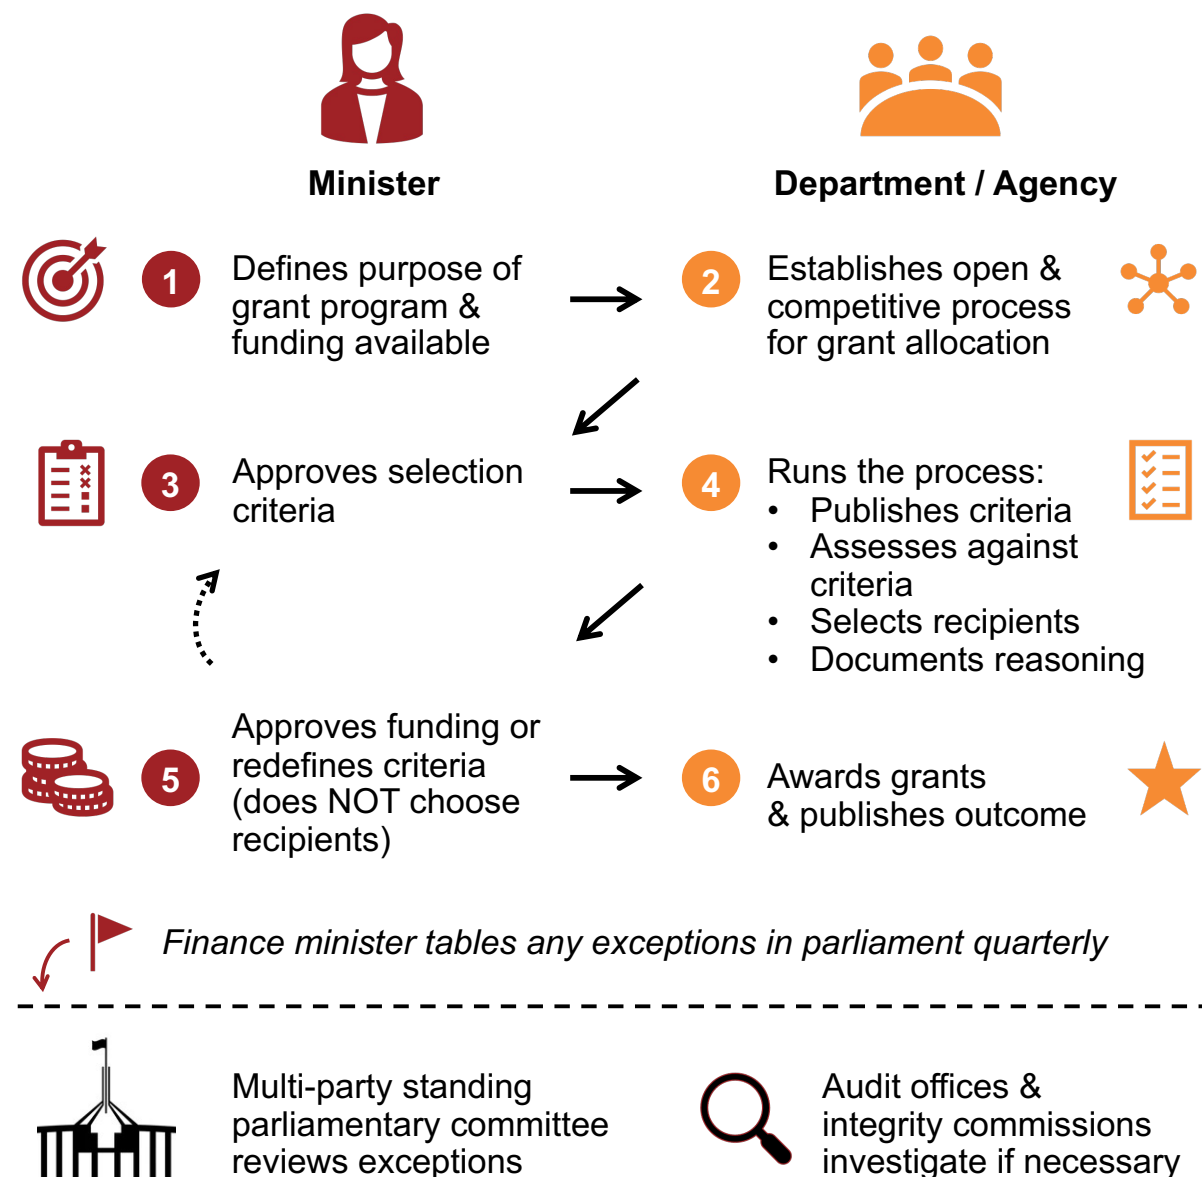 Minister
Department / Agency
1
Defines purpose of
grant program &
funding available
2
Establishes open &
competitive process
for grant allocation
3
Approves selection
criteria
4
Runs the process:
• Publishes criteria
• Assesses against
criteria
• Selects recipients
• Documents reasoning
5
Approves funding or
redefines criteria
(does NOT choose
recipients)
6
Awards grants
& publishes outcome
Finance minister tables any exceptions in parliament quarterly
Multi-party standing
parliamentary committee
reviews exceptions
Audit offices &
integrity commissions
investigate if necessary